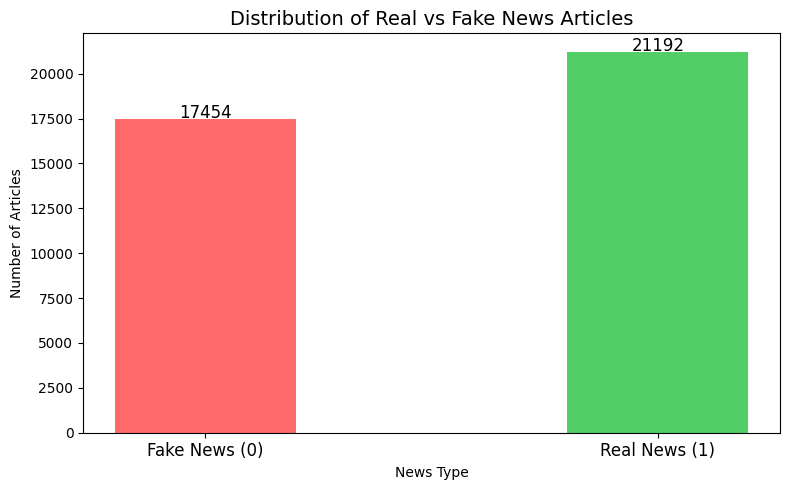 Distribution of Real vs Fake News Articles
21192
20000
17454
17500
15000
12500
Number of Articles
10000
7500
5000
2500
0
Fake News (0)
Real News (1)
News Type